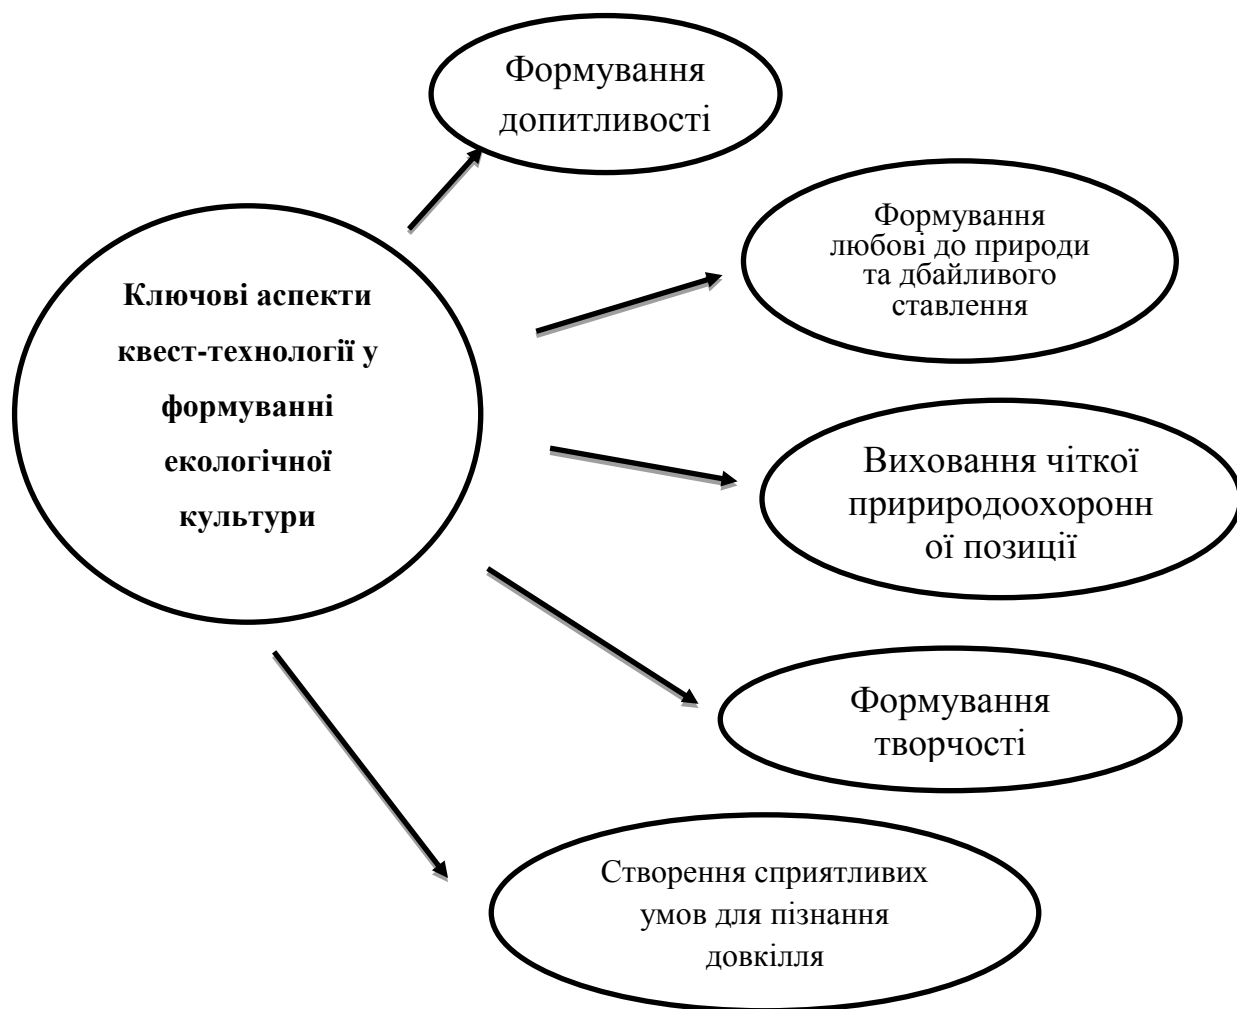 Формування
допитливості
Формування
любові до природи
та дбайливого
ставлення
Ключові аспекти
квест-технології у
формуванні
екологічної
культури
Виховання чіткої
пририродоохоронн
ої позиції
Формування
творчості
Створення сприятливих
умов для пізнання
довкілля